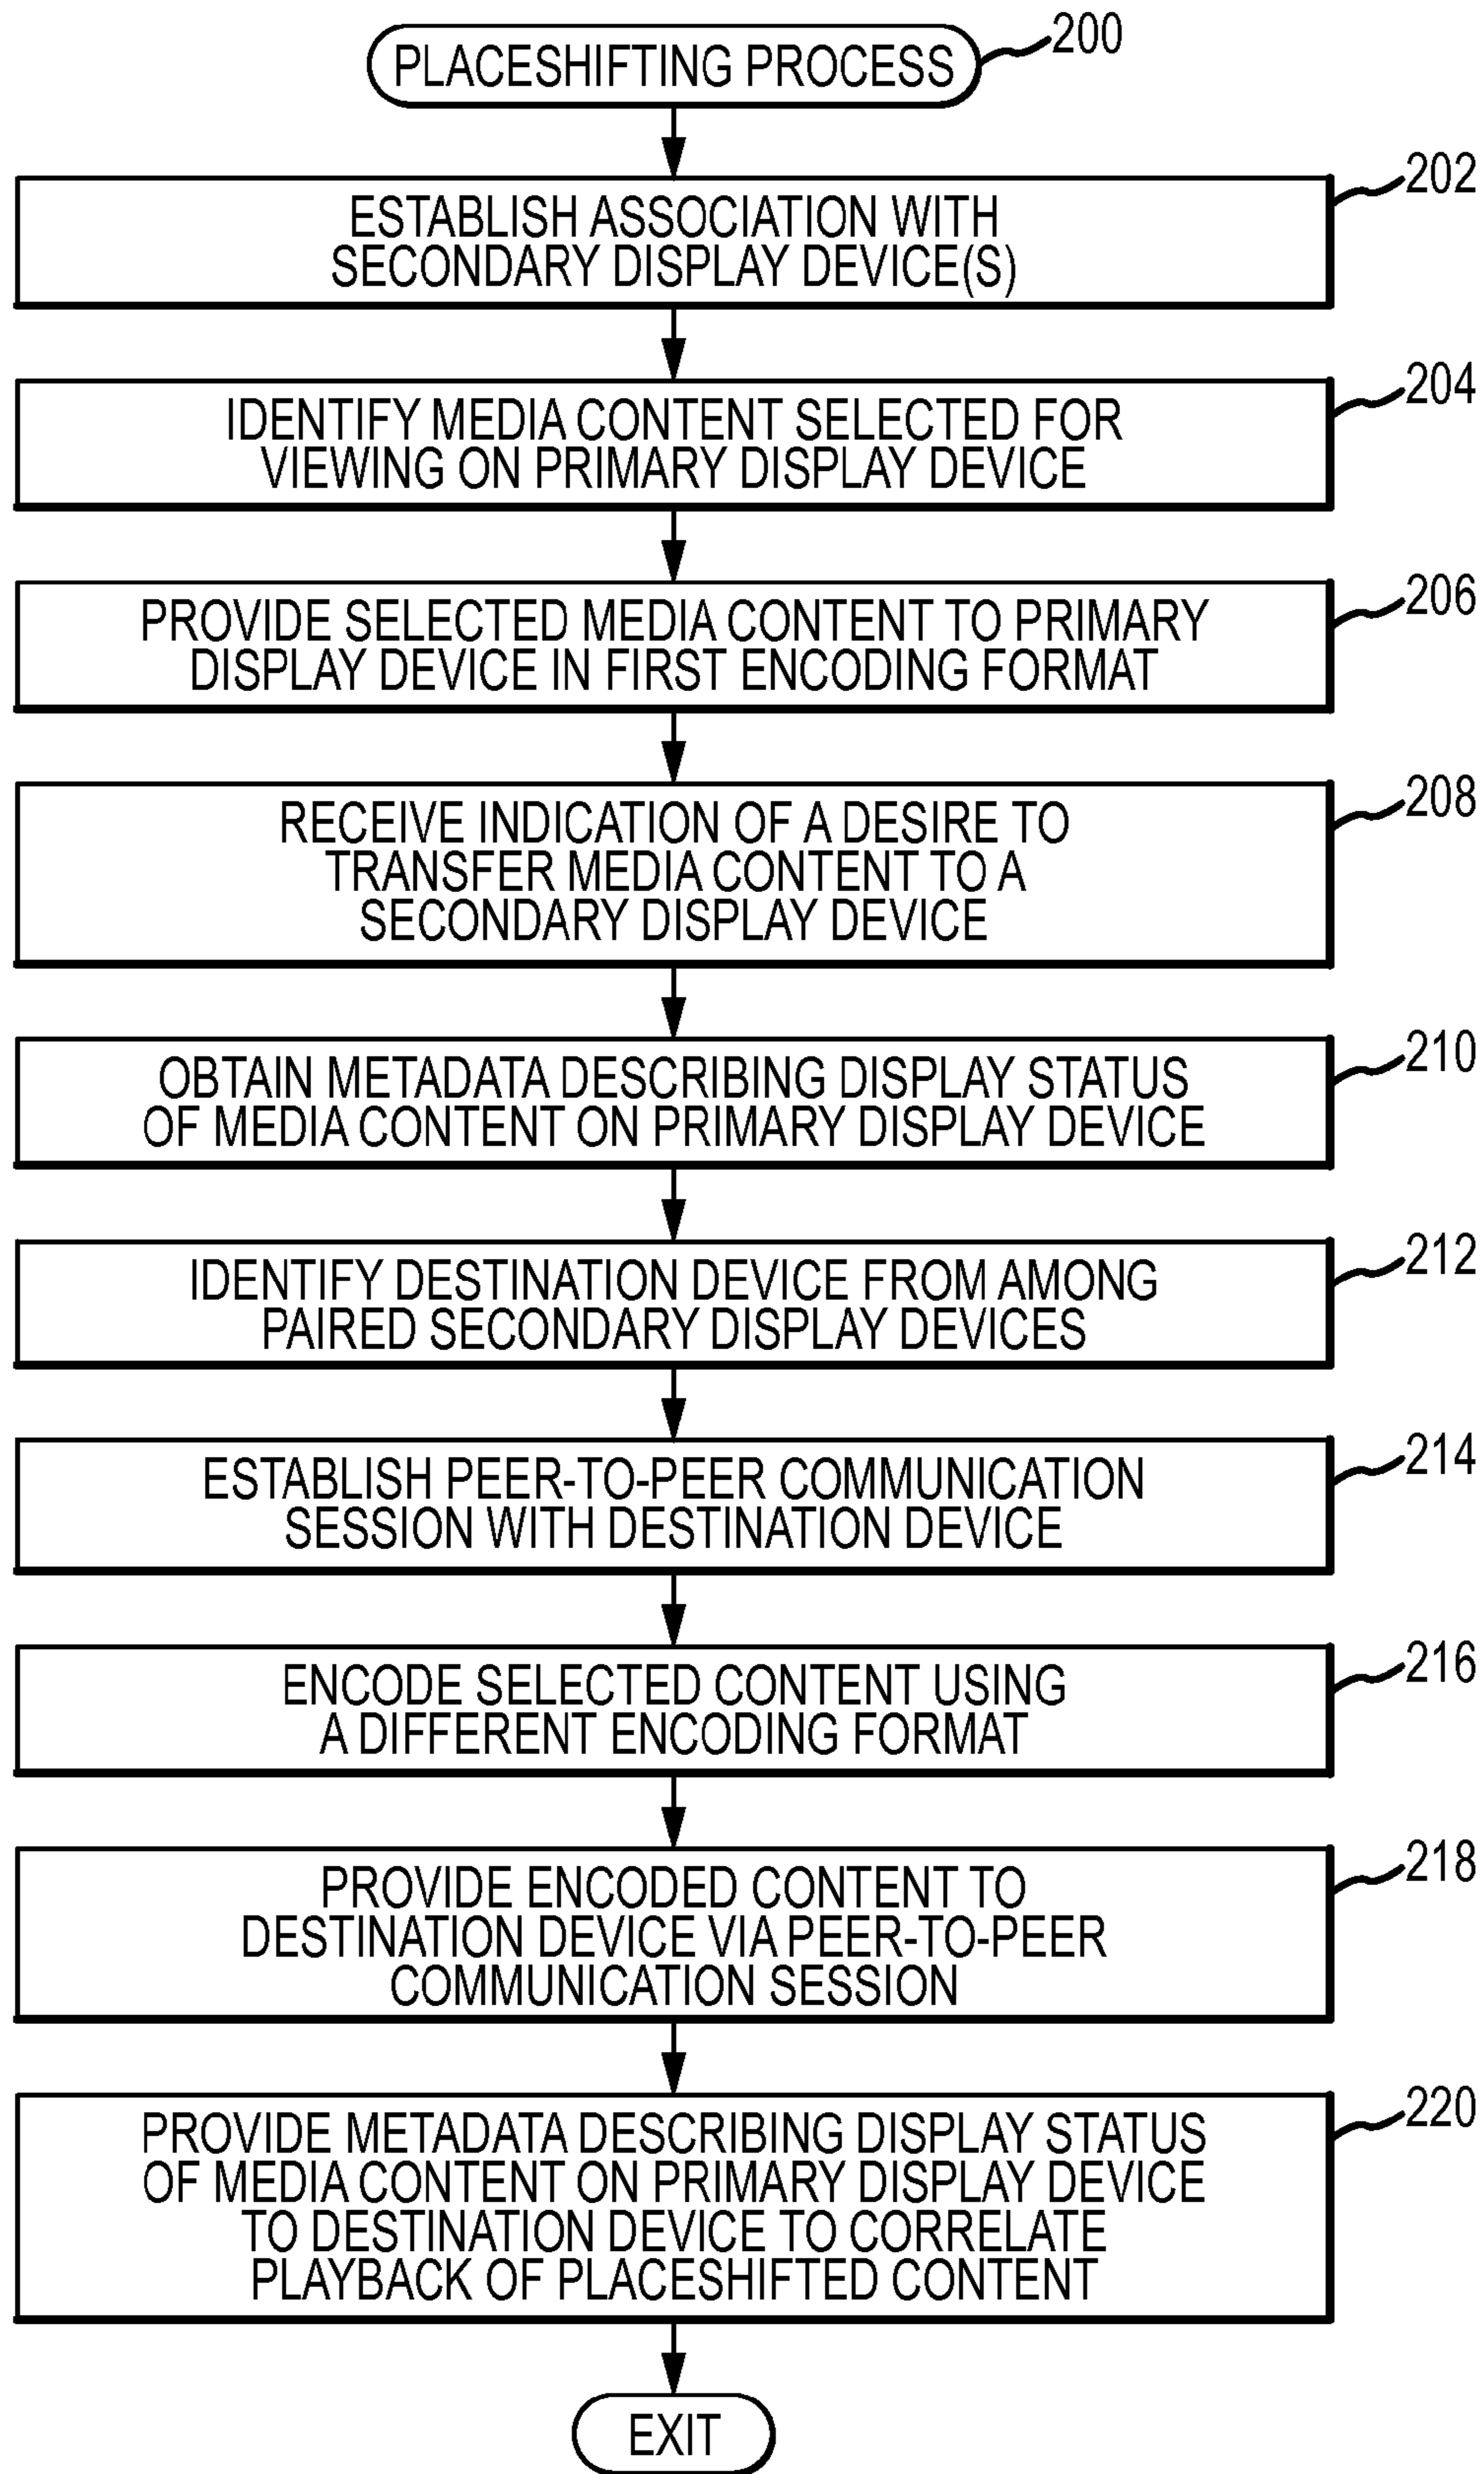 PLACESHIFTING PROCESS
200
ESTABLISH ASSOCIATION WITH
SECONDARY DISPLAY DEVICE(S)
202
IDENTIFY MEDIA CONTENT SELECTED FOR
VIEWING ON PRIMARY DISPLAY DEVICE
204
PROVIDE SELECTED MEDIA CONTENT TO PRIMARY
DISPLAY DEVICE IN FIRST ENCODING FORMAT
206
RECEIVE INDICATION OF A DESIRE TO
TRANSFER MEDIA CONTENT TO A
SECONDARY DISPLAY DEVICE
208
OBTAIN METADATA DESCRIBING DISPLAY STATUS
OF MEDIA CONTENT ON PRIMARY DISPLAY DEVICE
210
IDENTIFY DESTINATION DEVICE FROM AMONG
PAIRED SECONDARY DISPLAY DEVICES
212
ESTABLISH PEER-TO-PEER COMMUNICATION
SESSION WITH DESTINATION DEVICE
214
ENCODE SELECTED CONTENT USING
A DIFFERENT ENCODING FORMAT
216
PROVIDE ENCODED CONTENT TO
DESTINATION DEVICE VIA PEER-TO-PEER
COMMUNICATION SESSION
218
PROVIDE METADATA DESCRIBING DISPLAY STATUS
OF MEDIA CONTENT ON PRIMARY DISPLAY DEVICE
TO DESTINATION DEVICE TO CORRELATE
PLAYBACK OF PLACESHIFTED CONTENT
220
EXIT